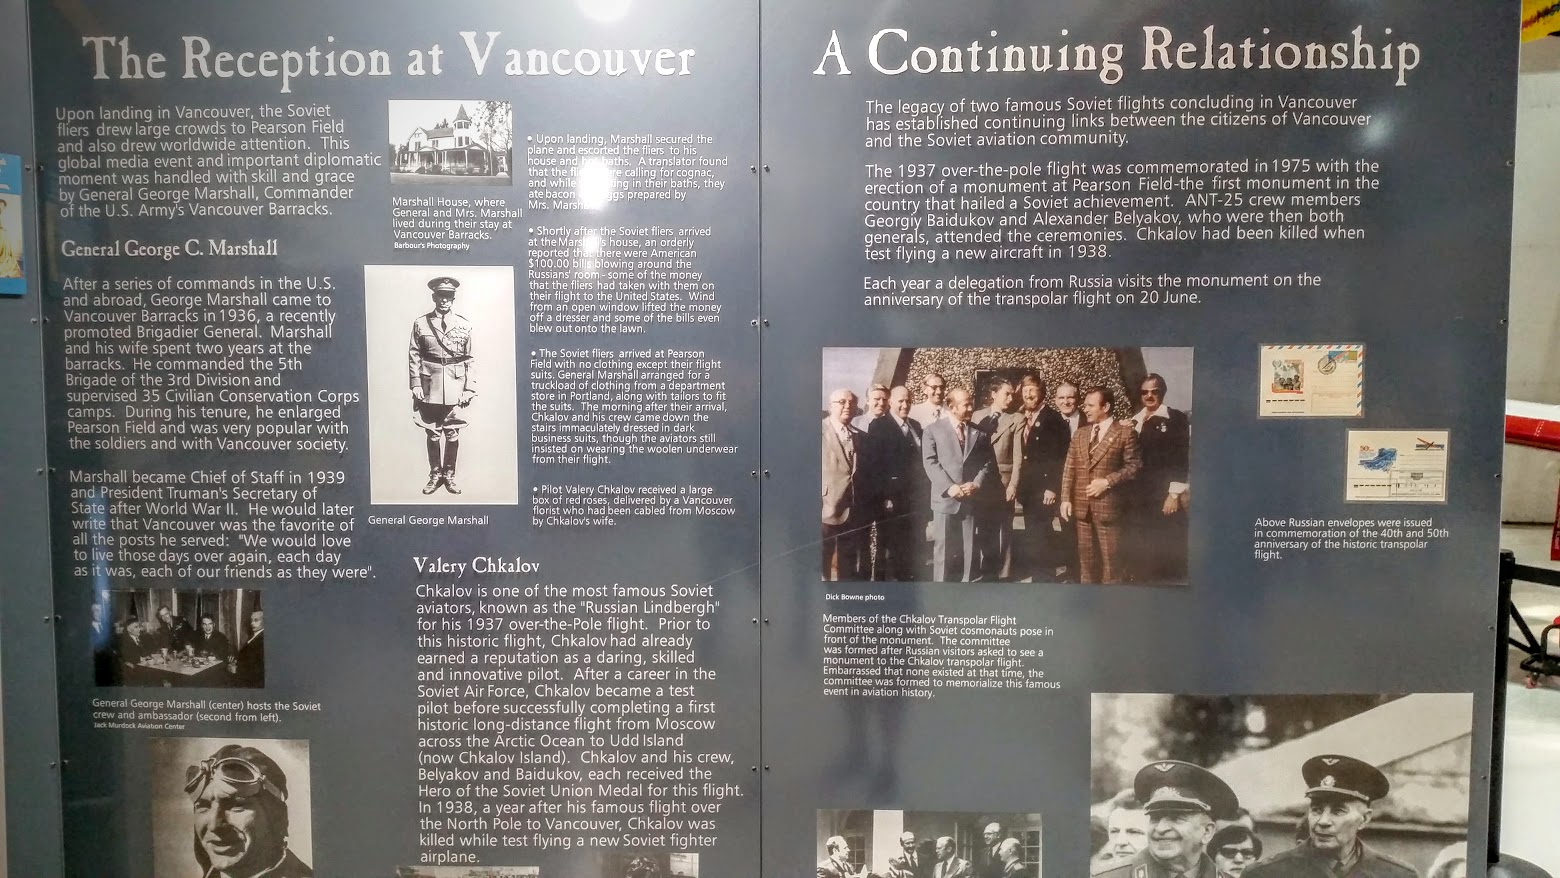 The Reception at Vancouver
Upon landing in Vancouver, the Soviet
fliers drew large crowds to Pearson Field
and also drew worldwide attention. This
global media event and important diplomatic
moment was handled with skill and grace
by General George Marshall, Commander
of the U.S. Army's Vancouver Barracks.
General George C. Marshall
After a series of commands in the U.S.
and abroad, George Marshall came to
Vancouver Barracks in 1936, a recently
promoted Brigadier General. Marshall
and his wife spent two years at the
barracks. He commanded the 5th
Brigade of the 3rd Division and
supervised 35 Civilian Conservation Corps
camps. During his tenure, he enlarged
Pearson Field and was very popular with
the soldiers and with Vancouver society.
Marshall became Chief of Staff in 1939
and President Truman's Secretary of
State after World War II. He would later
write that Vancouver was the favorite of
all the posts he served: "We would love
to live those days over again, each day
as it was, each of our friends as they were".
General George Marshall (center) hosts the Soviet
crew and ambassador (second from left).
Jack Murdock Aviation Center
Marshall House, where
General and Mrs. Marshall
lived during their stay at
Vancouver Barracks.
Barbour's Photography
General George Marshall
• Upon landing, Marshall secured the
plane and escorted the fliers to his
house and baths. A translator found
that the calling for cognac,
and while in their baths, they
ate bacon prepared by
Mrs.
• Shortly after the Soviet fliers arrived
at the house, an orderly
reported that there were American
$100.00 bills blowing around the
Russians' room - some of the money
that the fliers had taken with them on
their flight to the United States. Wind
from an open window lifted the money
off a dresser and some of the bills even
blew out onto the lawn.
• The Soviet fliers arrived at Pearson
Field with no clothing except their flight
suits. General Marshall arranged for a
truckload of clothing from a department
store in Portland, along with tailors to fit
the suits. The morning after their arrival,
Chkalov and his crew came down the
stairs immaculately dressed in dark
business suits, though the aviators still
insisted on wearing the woolen underwear
from their flight.
• Pilot Valery Chkalov received a large
box of red roses, delivered by a Vancouver
florist who had been cabled from Moscow
by Chkalov's wife.
Valery Chkalov
Chkalov is one of the most famous Soviet
aviators, known as the "Russian Lindbergh"
for his 1937 over-the-Pole flight. Prior to
this historic flight, Chkalov had already
earned a reputation as a daring, skilled
and innovative pilot. After a career in the
Soviet Air Force, Chkalov became a test
pilot before successfully completing a first
historic long-distance flight from Moscow
across the Arctic Ocean to Udd Island
(now Chkalov Island). Chkalov and his crew,
Belyakov and Baidukov, each received the
Hero of the Soviet Union Medal for this flight.
In 1938, a year after his famous flight over
the North Pole to Vancouver, Chkalov was
killed while test flying a new Soviet fighter
airplane.
A Continuing Relationship
The legacy of two famous Soviet flights concluding in Vancouver
has established continuing links between the citizens of Vancouver
and the Soviet aviation community.
The 1937 over-the-pole flight was commemorated in 1975 with the
erection of a monument at Pearson Field-the first monument in the
country that hailed a Soviet achievement. ANT-25 crew members
Georgiy Baidukov and Alexander Belyakov, who were then both
generals, attended the ceremonies. Chkalov had been killed when
test flying a new aircraft in 1938.
Each year a delegation from Russia visits the monument on the
anniversary of the transpolar flight on 20 June.
Dick Bowne photo
Members of the Chkalov Transpolar Flight
Committee along with Soviet cosmonauts pose in
front of the monument. The committee
was formed after Russian visitors asked to see a
monument to the Chkalov transpolar flight.
Embarrassed that none existed at that time, the
committee was formed to memorialize this famous
event in aviation history.
Above Russian envelopes were issued
in commemoration of the 40th and 50th
anniversary of the historic transpolar
flight.